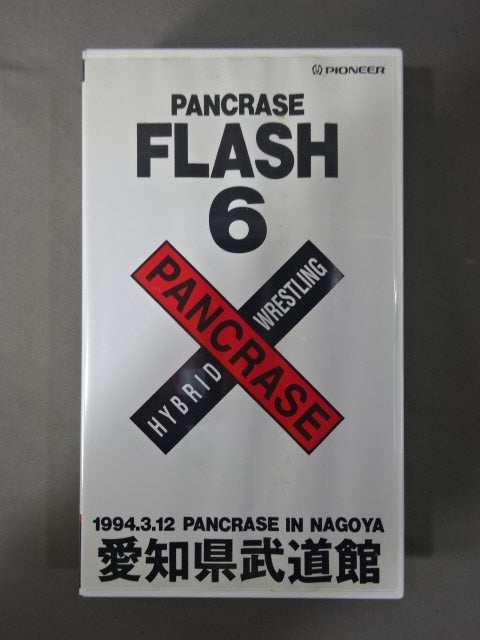 PIONEER
PANCRASE
FLASH
6
PANCRASE
HYBRID WRESTLING
1994.3.12 PANCRASE IN NAGOYA
愛知県武道館